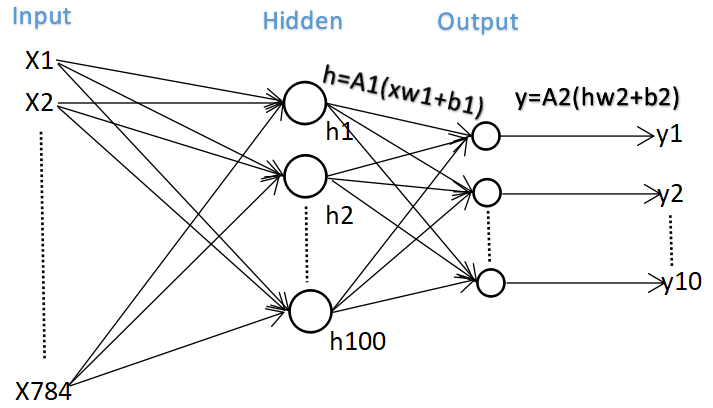 Input
Hidden
Output
X1
X2
X784
h=A1(xw1+b1)
h1
h2
h100
y=A2(hw2+b2)
y1
y2
y10